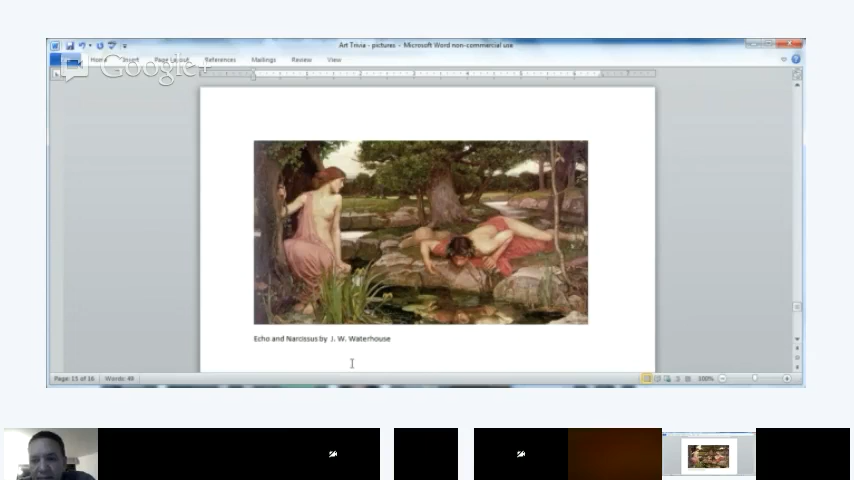 Art Trivia - pictures - Microsoft Word non-commercial use
Google+
Home Insert Page Layout References Mailings Review View
Echo and Narcissus by J. W. Waterhouse
Page: 15 of 16 Words: 49
100%